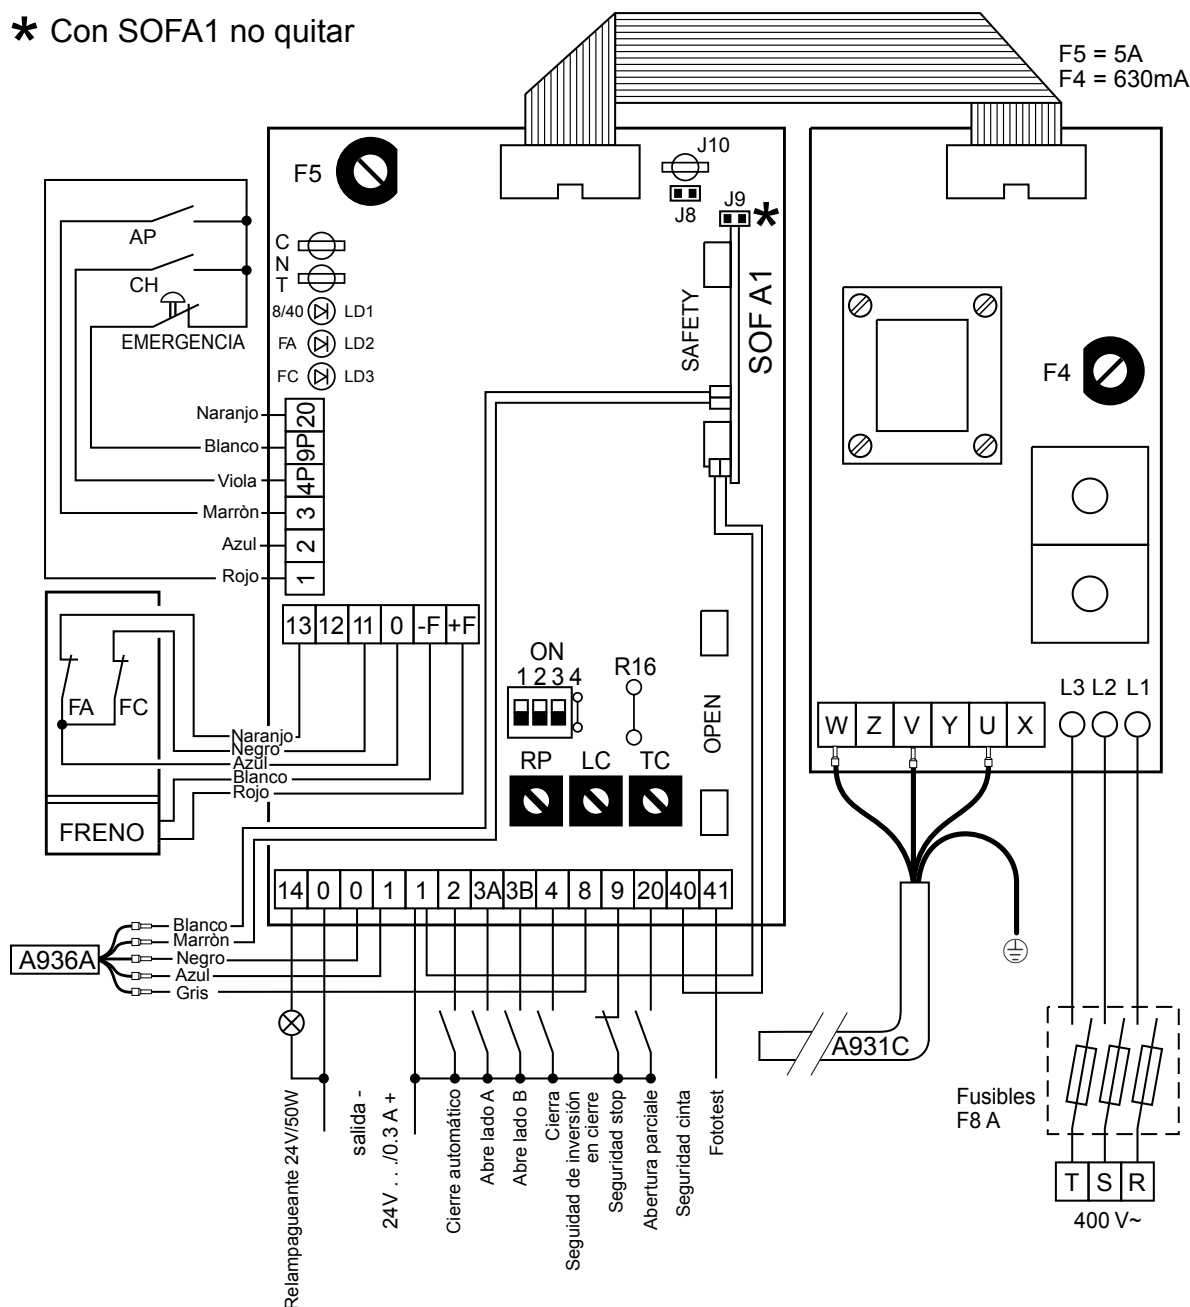 * Con SOFA1 no quitar
F5 = 5A
F4 = 630mA
F5
J10
J8
J9
*
AP
CH
EMERGENCIA
C
N
T
8/40
LD1
FA
LD2
FC
LD3
SAFETY
SOF A1
F4
Naranjo
20
Blanco
9P
Viola
4P
Marròn
3
Azul
2
Rojo
1
13 12 11 0 -F +F
FA
FC
FRENO
Naranjo
Negro
Azul
Blanco
Rojo
ON
1 2 3 4
R16
RP
LC
TC
OPEN
W Z V Y U X
L3 L2 L1
14 0 0 1 1 2 3A 3B 4 8 9 20 40 41
A936A
Blanco
Marròn
Negro
Azul
Gris
A931C
Relampagueante 24V/50W
salida -
24V . . ./0.3 A +
Cierre automático
Abre lado A
Abre lado B
Cierra
Seguidad de inversión
en cierre
Seguridad stop
Abertura parciale
Seguridad cinta
Fototest
Fusibles
F8 A
T S R
400 V~